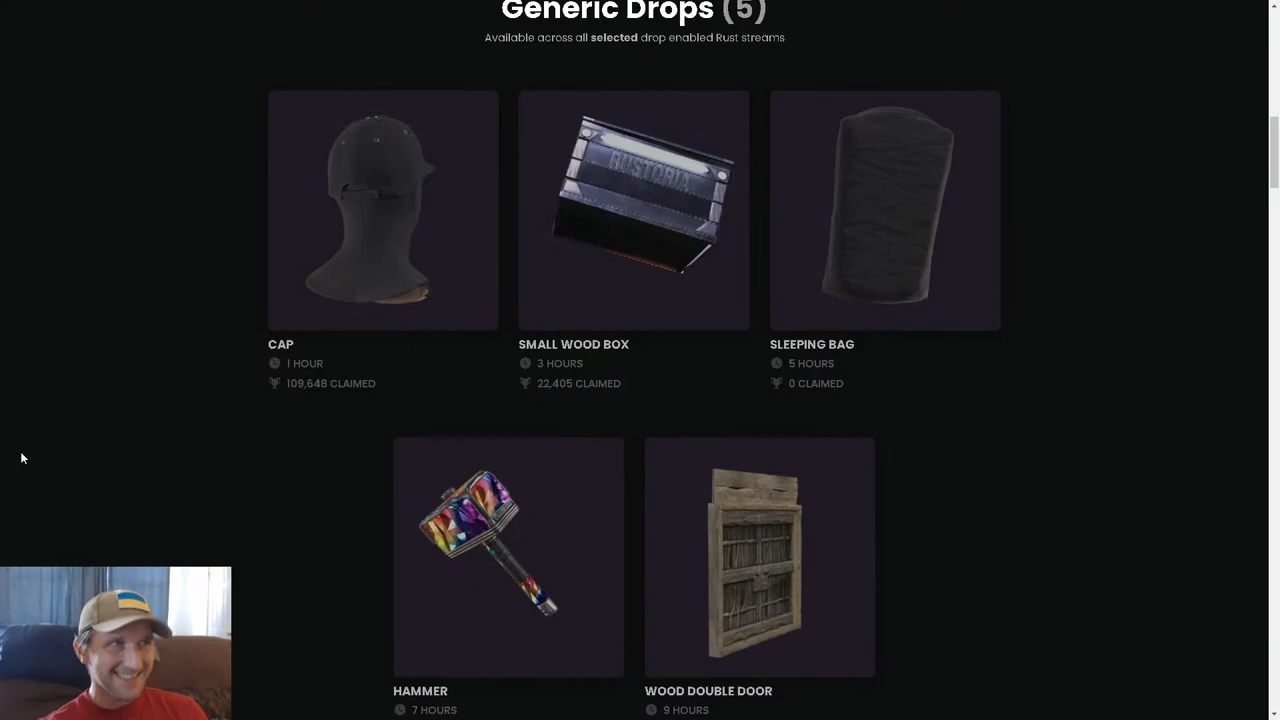 Generic Drops (5)
Available across all selected drop enabled Rust streams
RUSTORIA
CAP
1 HOUR
109,648 CLAIMED
SMALL WOOD BOX
3 HOURS
22,405 CLAIMED
SLEEPING BAG
5 HOURS
0 CLAIMED
HAMMER
7 HOURS
WOOD DOUBLE DOOR
9 HOURS